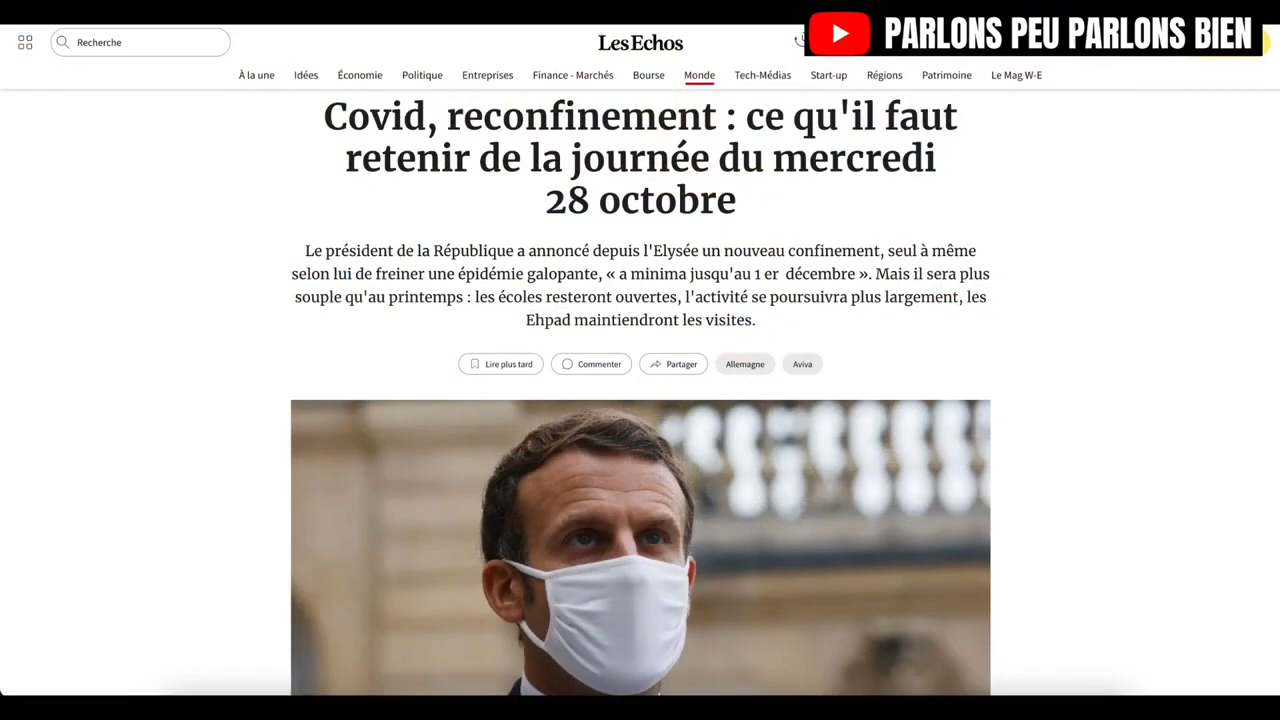 Recherche
LesEchos
PARLONS PEU PARLONS BIEN
À la une Idées Économie Politique Entreprises Finance - Marchés Bourse Monde Tech-Médias Start-up Régions Patrimoine Le Mag W-E
Covid, reconfinement : ce qu'il faut
retenir de la journée du mercredi
28 octobre
Le président de la République a annoncé depuis l'Elysée un nouveau confinement, seul à même
selon lui de freiner une épidémie galopante, « a minima jusqu'au 1 er décembre ». Mais il sera plus
souple qu'au printemps : les écoles resteront ouvertes, l'activité se poursuivra plus largement, les
Ehpad maintiendront les visites.
Lire plus tard Commenter Partager Allemagne Aviva